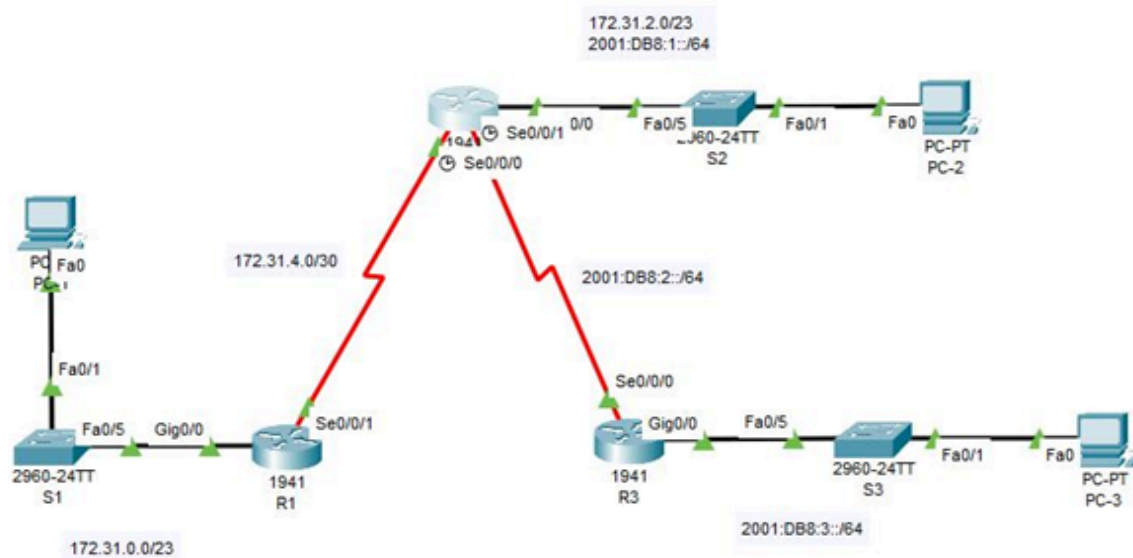 172.31.2.0/23
2001:DB8:1::/64
Se0/0/1
0/0
Fa0/5
Fa0/1
Fa0
S2
PC-PT
PC-2
Se0/0/0
172.31.4.0/30
2001:DB8:2::/64
Fa0
Fa0/1
Fa0/5
Gig0/0
Se0/0/1
2960-24TT
S1
1941
R1
172.31.0.0/23
Se0/0/0
Gig0/0
Fa0/5
Fa0/1
Fa0
1941
R3
2960-24TT
S3
PC-PT
PC-3
2001:DB8:3::/64